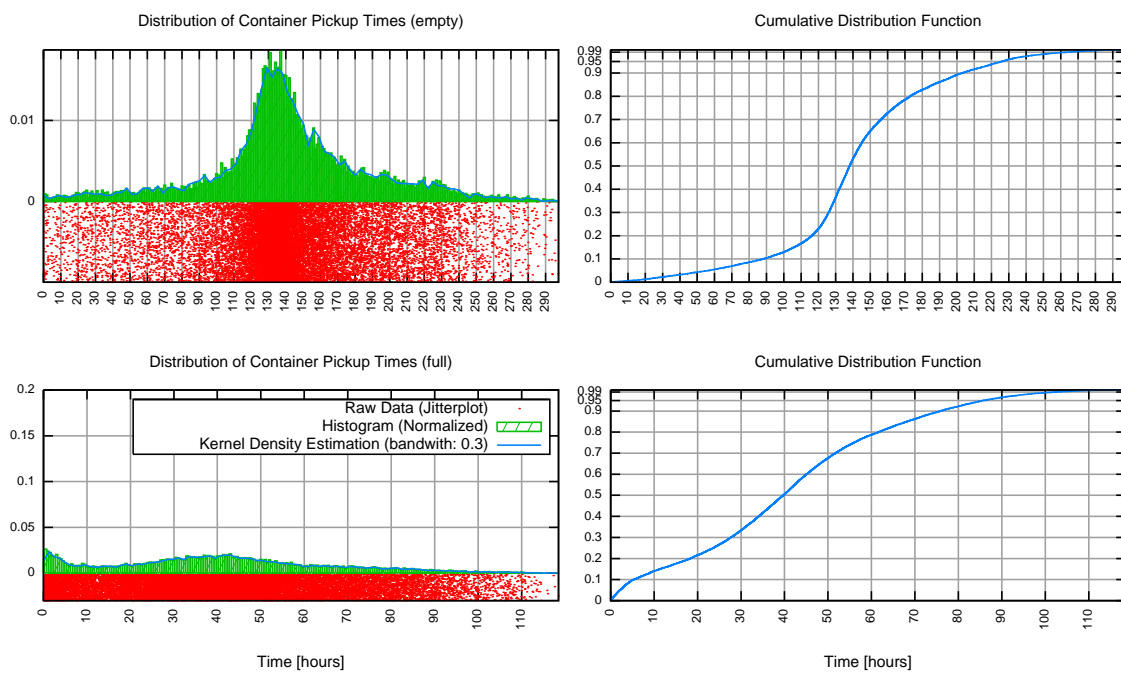 Distribution of Container Pickup Times (empty)
0.01
0
0 10 20 30 40 50 60 70 80 90 100 110 120 130 140 150 160 170 180 190 200 210 220 230 240 250 260 270 280 290
Cumulative Distribution Function
0.99
0.95
0.9
0.8
0.7
0.6
0.5
0.4
0.3
0.2
0.1
0
0 10 20 30 40 50 60 70 80 90 100 110 120 130 140 150 160 170 180 190 200 210 220 230 240 250 260 270 280 290
Distribution of Container Pickup Times (full)
0.2
0.15
0.1
0.05
0
Raw Data (Jitterplot)
Histogram (Normalized)
Kernel Density Estimation (bandwith: 0.3)
0 10 20 30 40 50 60 70 80 90 100 110
Time [hours]
Cumulative Distribution Function
0.99
0.95
0.9
0.8
0.7
0.6
0.5
0.4
0.3
0.2
0.1
0
0 10 20 30 40 50 60 70 80 90 100 110
Time [hours]